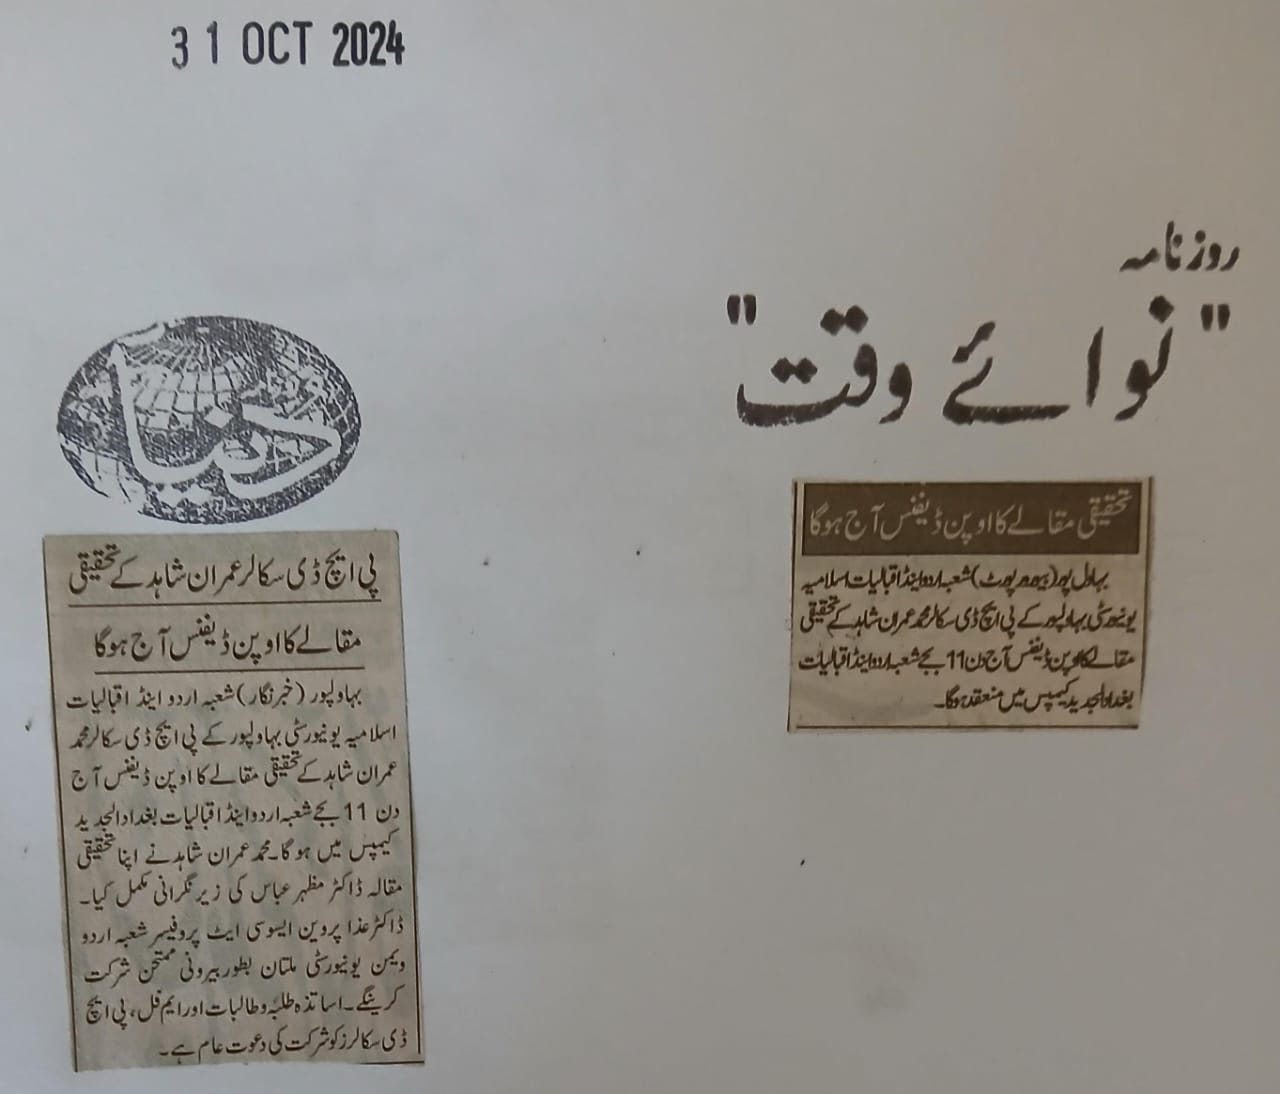 31 OCT 2024
روزنامہ
"نوائے وقت"
تحقیقی مقالے کا اوپن ڈیفنس آج ہوگا
بہاول پور (بیورو رپورٹ) شعبہ اردو اینڈ اقبالیات اسلامیہ
یونیورسٹی بہاولپور کے پی ایچ ڈی سکالر محمد عمران شاہد کے تحقیقی
مقالے کا اوپن ڈیفنس آج دن 11 بجے شعبہ اردو اینڈ اقبالیات
بغداد الجدید کیمپس میں منعقد ہوگا۔
دنیا
پی ایچ ڈی سکالر عمران شاہد کے تحقیقی
مقالے کا اوپن ڈیفنس آج ہوگا
بہاولپور (خبرنگار) شعبہ اردو اینڈ اقبالیات
اسلامیہ یونیورسٹی بہاولپور کے پی ایچ ڈی سکالر محمد
عمران شاہد کے تحقیقی مقالے کا اوپن ڈیفنس آج
دن 11 بجے شعبہ اردو اینڈ اقبالیات بغداد الجدید
کیمپس میں ہو گا۔ محمد عمران شاہد نے اپنا تحقیقی
مقالہ ڈاکٹر مظہر عباس کی زیر نگرانی مکمل کیا۔
ڈاکٹر عذا پروین ایسوسی ایٹ پروفیسر شعبہ اردو
ویمن یونیورسٹی ملتان بطور بیرونی ممتحن شرکت
کرینگے۔ اساتذہ طلبہ و طالبات اور ایم فل، پی ایچ
ڈی سکالرز کو شرکت کی دعوت عام ہے۔